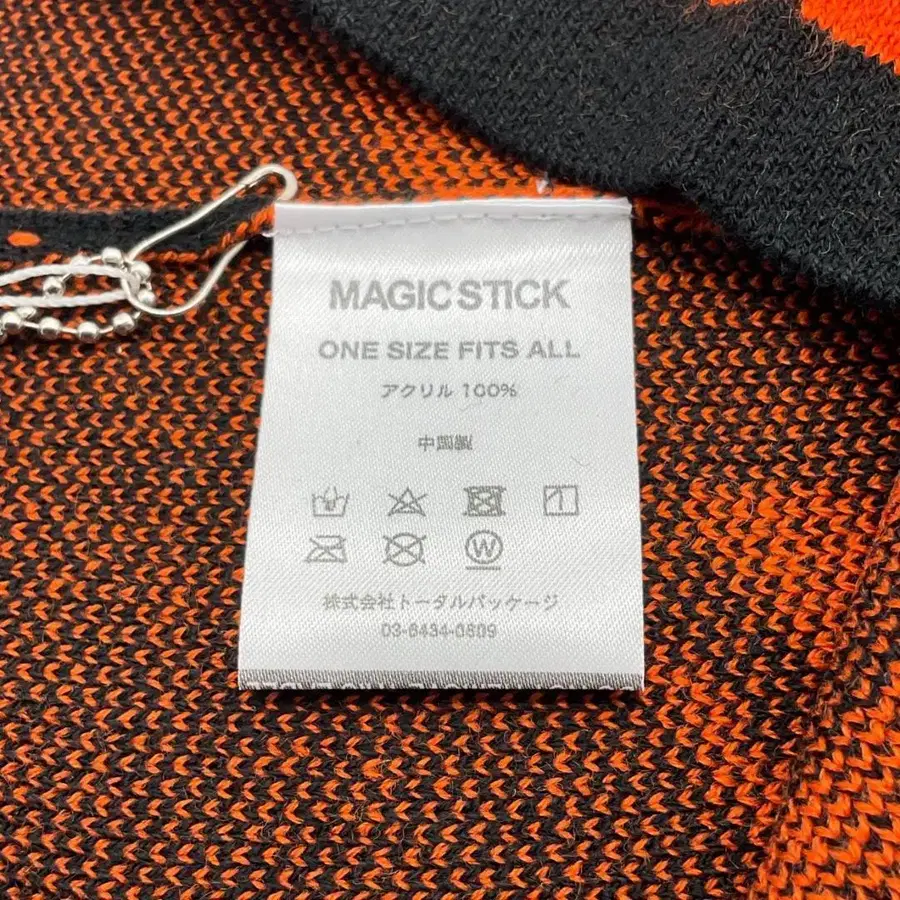 MAGIC STICK
ONE SIZE FITS ALL
アクリル 100%
中国製
W
株式会社トータルパッケージ
03-6434-0809